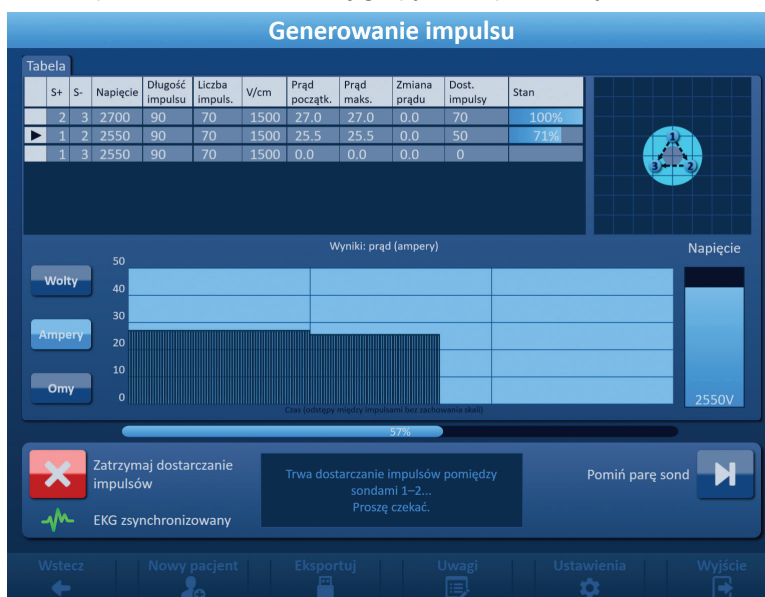 Generowanie impulsu
Tabela
S+ S- Napięcie Długość impulsu Liczba impuls. V/cm Prąd początk. Prąd maks. Zmiana prądu Dost. impulsy Stan
2 3 2700 90 70 1500 27.0 27.0 0.0 70 100%
1 2 2550 90 70 1500 25.5 25.5 0.0 50 71%
1 3 2550 90 70 1500 0.0 0.0 0.0 0
1
3 2
Wyniki: prąd (ampery)
Napięcie
Wolty
Ampery
Omy
50
40
30
20
10
0
2550V
Czas (odstępy między impulsami bez zachowania skali)
57%
Zatrzymaj dostarczanie
impulsów
EKG zsynchronizowany
Trwa dostarczanie impulsów pomiędzy
sondami 1–2...
Proszę czekać.
Pomiń parę sond
Wstecz Nowy pacjent Eksportuj Uwagi Ustawienia Wyjście